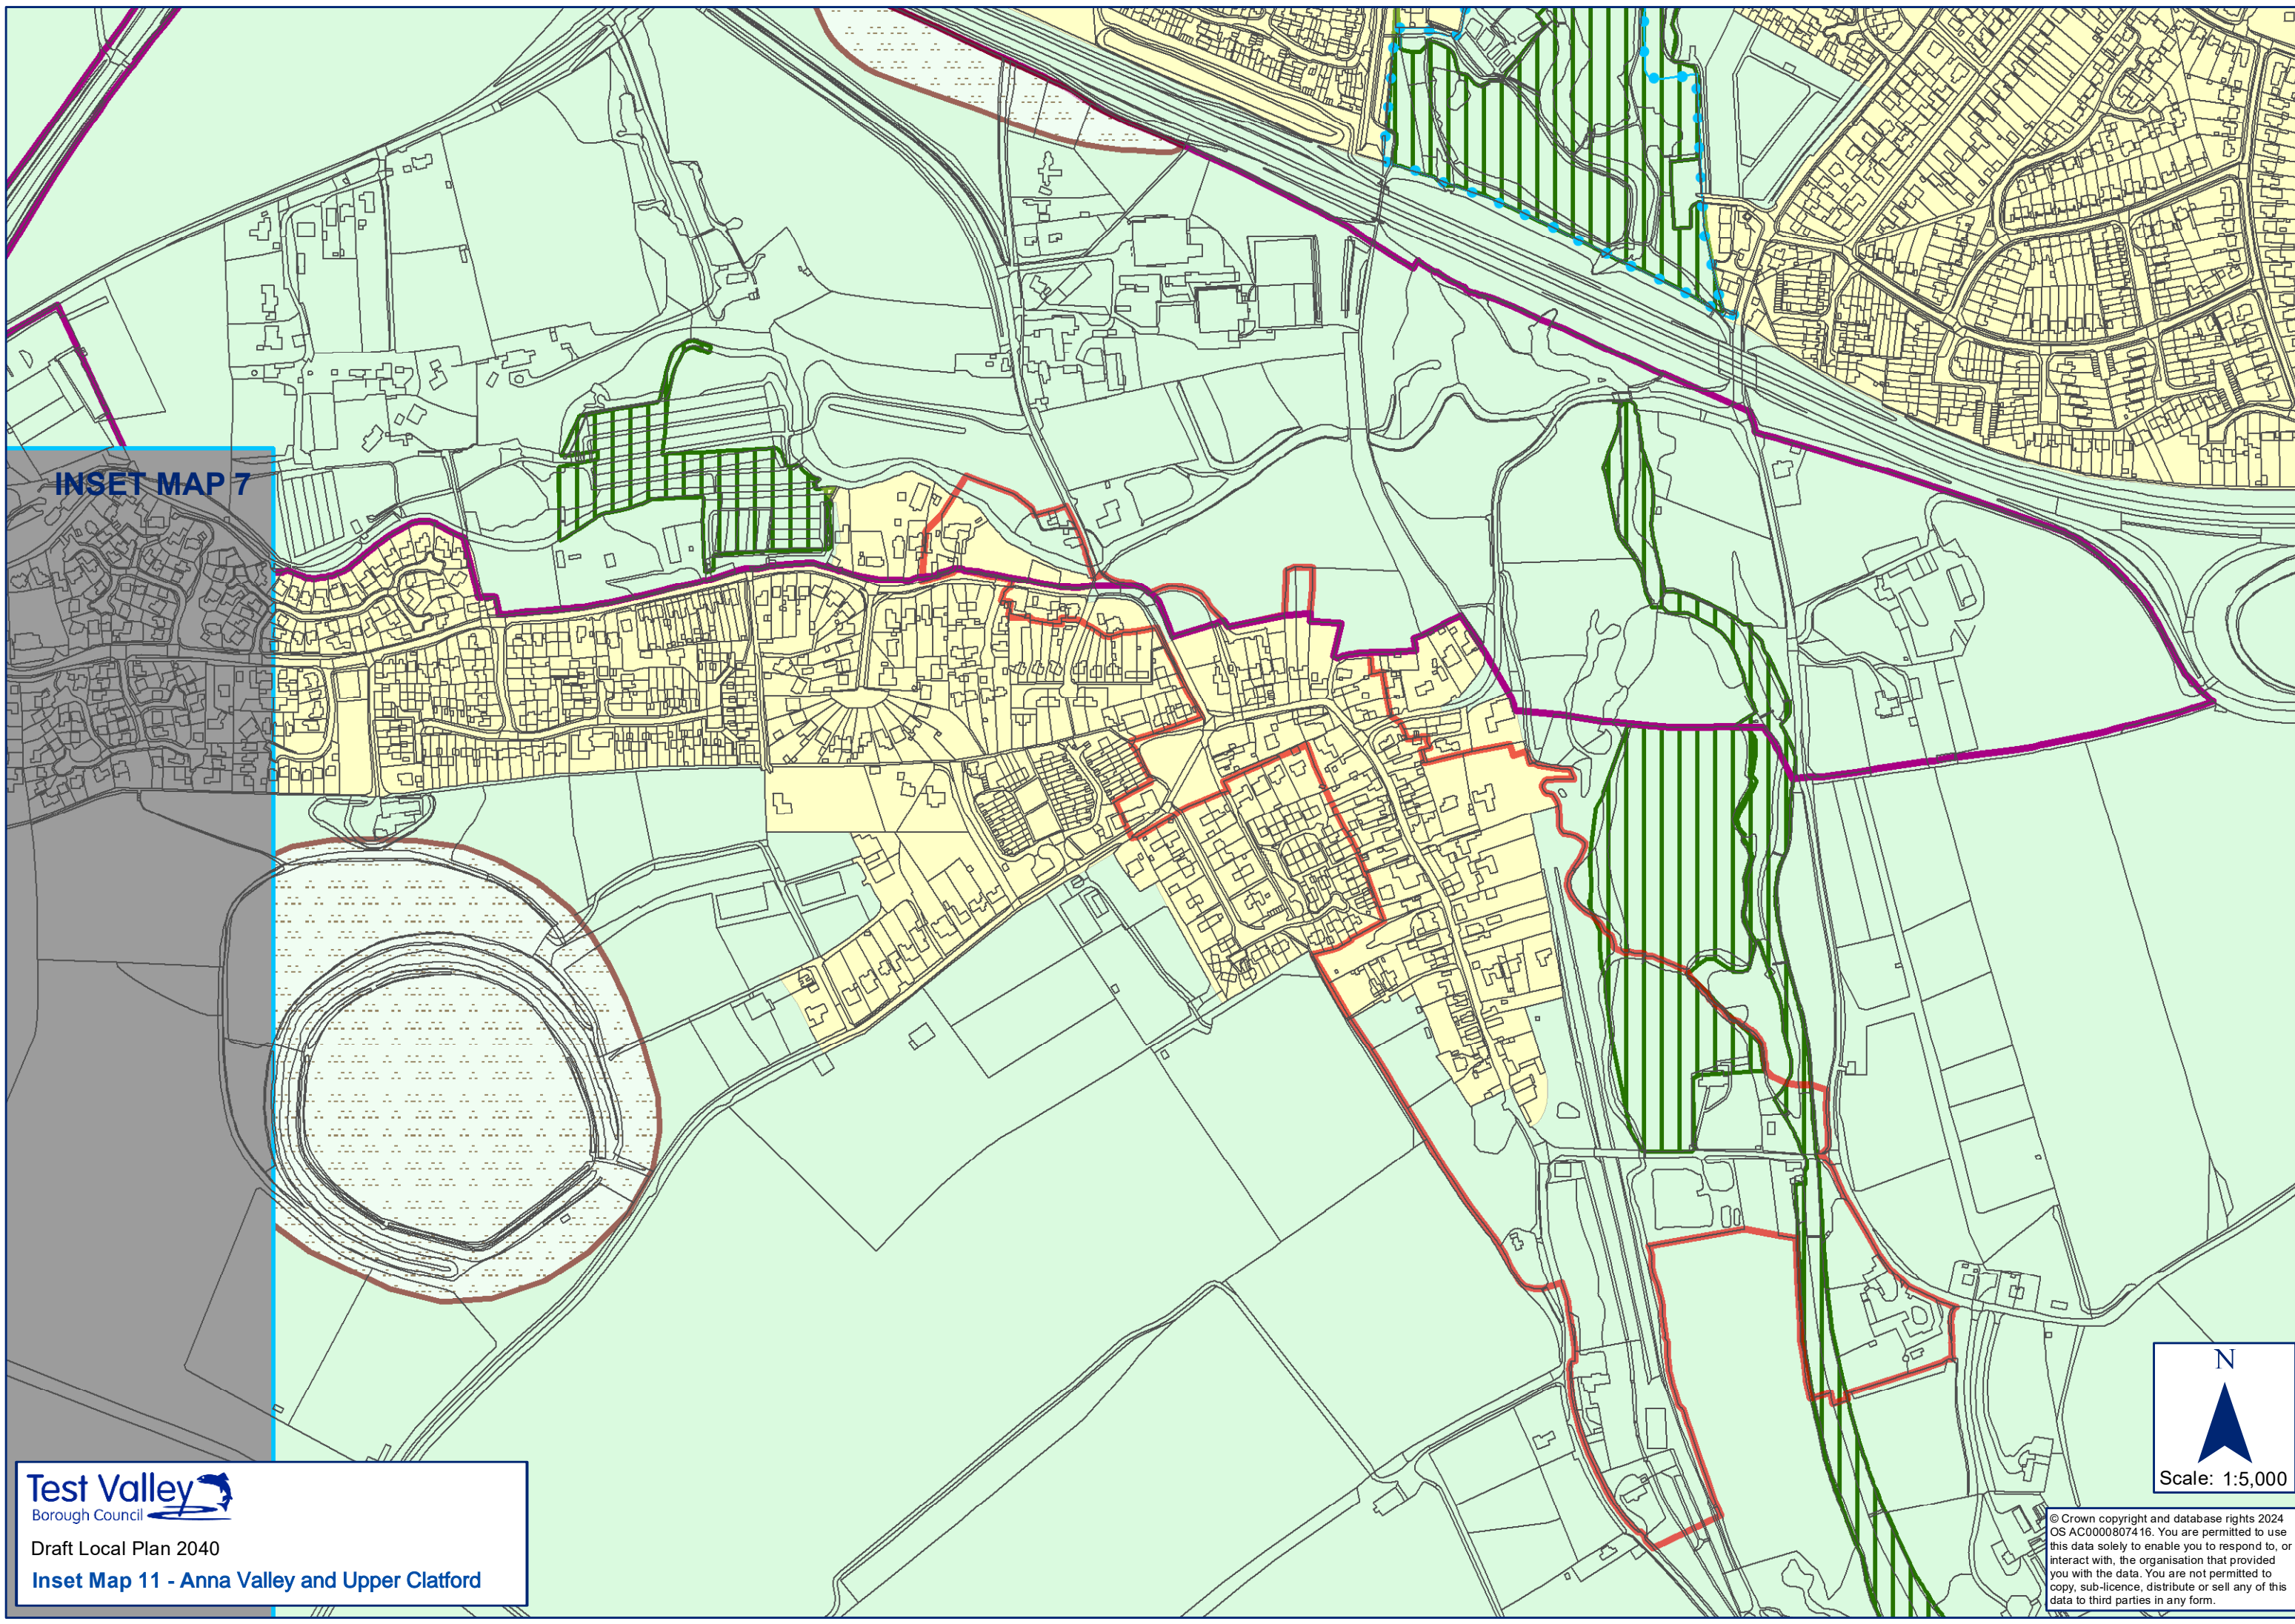 INSET MAP 7
Test Valley
Borough Council
Draft Local Plan 2040
Inset Map 11 - Anna Valley and Upper Clatford
N
Scale: 1:5,000
© Crown copyright and database rights 2024
OS AC0000807416. You are permitted to use
this data solely to enable you to respond to, or
interact with, the organisation that provided
you with the data. You are not permitted to
copy, sub-licence, distribute or sell any of this
data to third parties in any form.